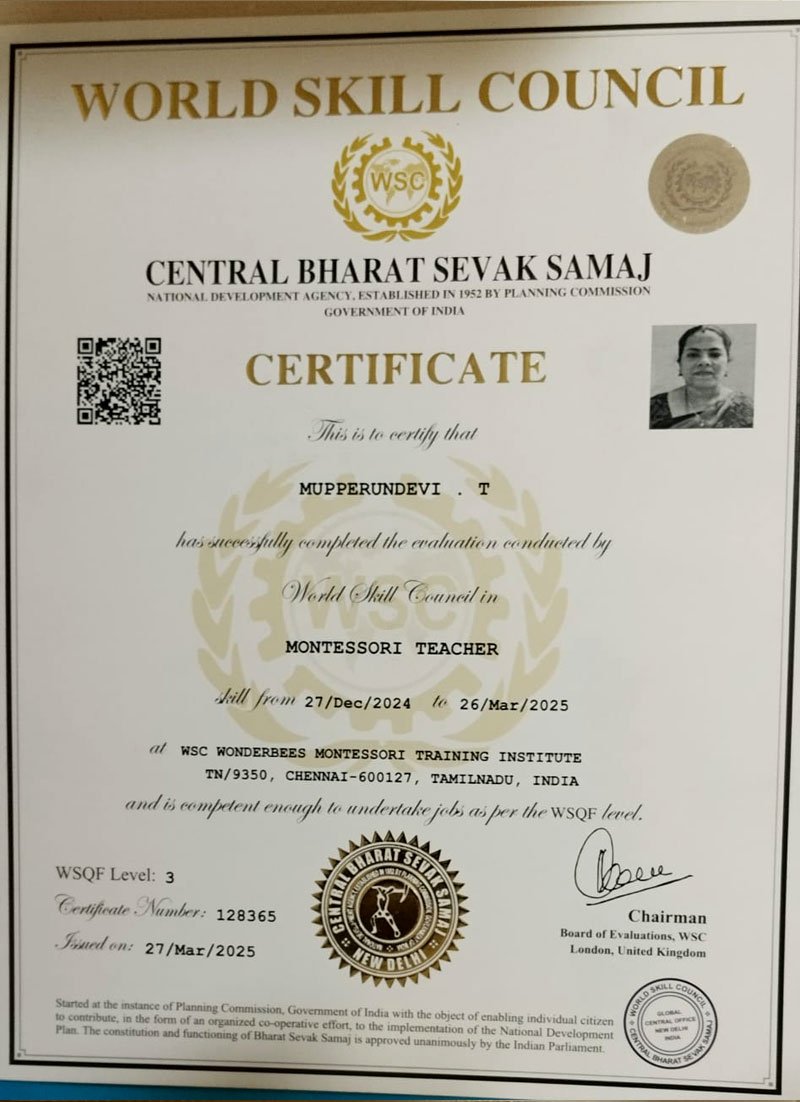 WORLD SKILL COUNCIL
WSC
CENTRAL BHARAT SEVAK SAMAJ
NATIONAL DEVELOPMENT AGENCY, ESTABLISHED IN 1952 BY PLANNING COMMISSION
GOVERNMENT OF INDIA
CERTIFICATE
This is to certify that
MUPPERUNDEVI . T
has successfully completed the evaluation conducted by
World Skill Council in
WSC
MONTESSORI TEACHER
skill from 27/Dec/2024 to 26/Mar/2025
at WSC WONDERBEES MONTESSORI TRAINING INSTITUTE
TN/9350, CHENNAI-600127, TAMILNADU, INDIA
and is competent enough to undertake jobs as per the WSQF level.
WSQF Level: 3
Certificate Number: 128365
Issued on: 27/Mar/2025
CENTRAL BHARAT SEVAK SAMAJ
NEW DELHI
Chairman
Board of Evaluations, WSC
London, United Kingdom
Started at the instance of Planning Commission, Government of India with the object of enabling individual citizen
to contribute, in the form of an organized co-operative effort, to the implementation of the National Development
Plan. The constitution and functioning of Bharat Sevak Samaj is approved unanimously by the Indian Parliament.
WORLD SKILL COUNCIL
GLOBAL
CENTRAL OFFICE
NEW DELHI
INDIA
CENTRAL BHARAT SEVAK SAMAJ